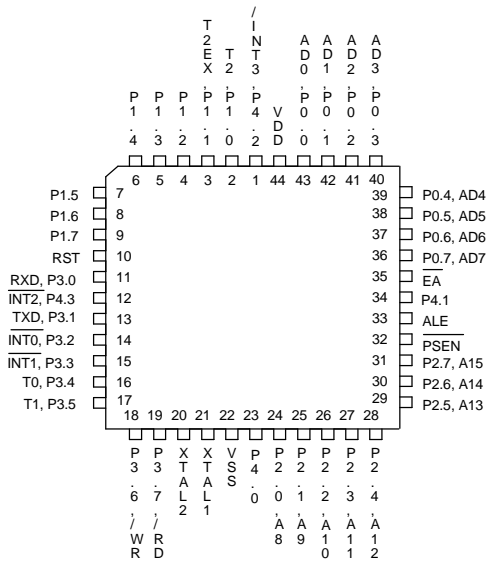 P1.4
P1.3
P1.2
T2EX,P1.1
T2,P1.0
/INT3,P4.2
VDD
AD0,P0.0
AD1,P0.1
AD2,P0.2
AD3,P0.3
6 5 4 3 2 1 44 43 42 41 40
P1.5 7
P1.6 8
P1.7 9
RST 10
RXD, P3.0 11
INT2, P4.3 12
TXD, P3.1 13
INT0, P3.2 14
INT1, P3.3 15
T0, P3.4 16
T1, P3.5 17
39 P0.4, AD4
38 P0.5, AD5
37 P0.6, AD6
36 P0.7, AD7
35 EA
34 P4.1
33 ALE
32 PSEN
31 P2.7, A15
30 P2.6, A14
29 P2.5, A13
18 19 20 21 22 23 24 25 26 27 28
P3.6,/WR
P3.7,/RD
XTAL2
XTAL1
VSS
P4.0
P2.0,A8
P2.1,A9
P2.2,A10
P2.3,A11
P2.4,A12